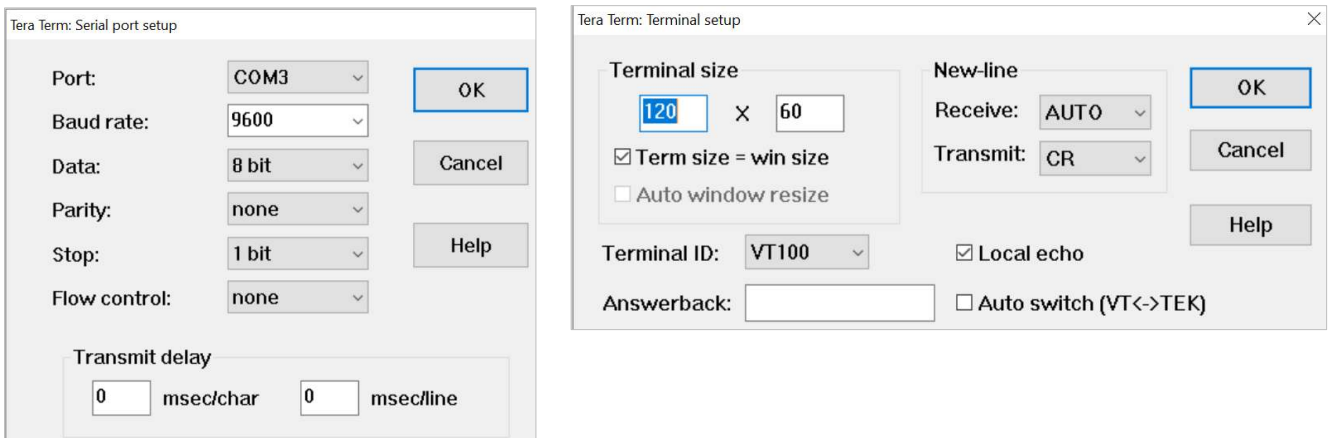 Tera Term: Serial port setup
Port: COM3
OK
Baud rate: 9600
Data: 8 bit
Cancel
Parity: none
Stop: 1 bit
Help
Flow control: none
Transmit delay
0 msec/char 0 msec/line
Tera Term: Terminal setup
Terminal size
120 X 60
Term size = win size
Auto window resize
New-line
Receive: AUTO
Transmit: CR
OK
Cancel
Help
Terminal ID: VT100
Local echo
Answerback:
Auto switch (VT<->TEK)